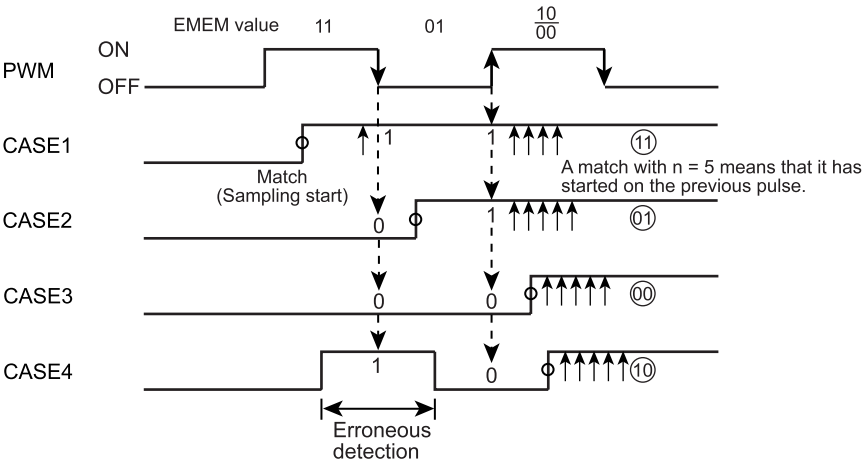 EMEM value 11 01 10
00
ON
PWM
OFF
CASE1 1 1 11
Match
(Sampling start)
A match with n = 5 means that it has
started on the previous pulse.
CASE2 0 1 01
CASE3 0 0 00
CASE4 1 0 10
Erroneous
detection